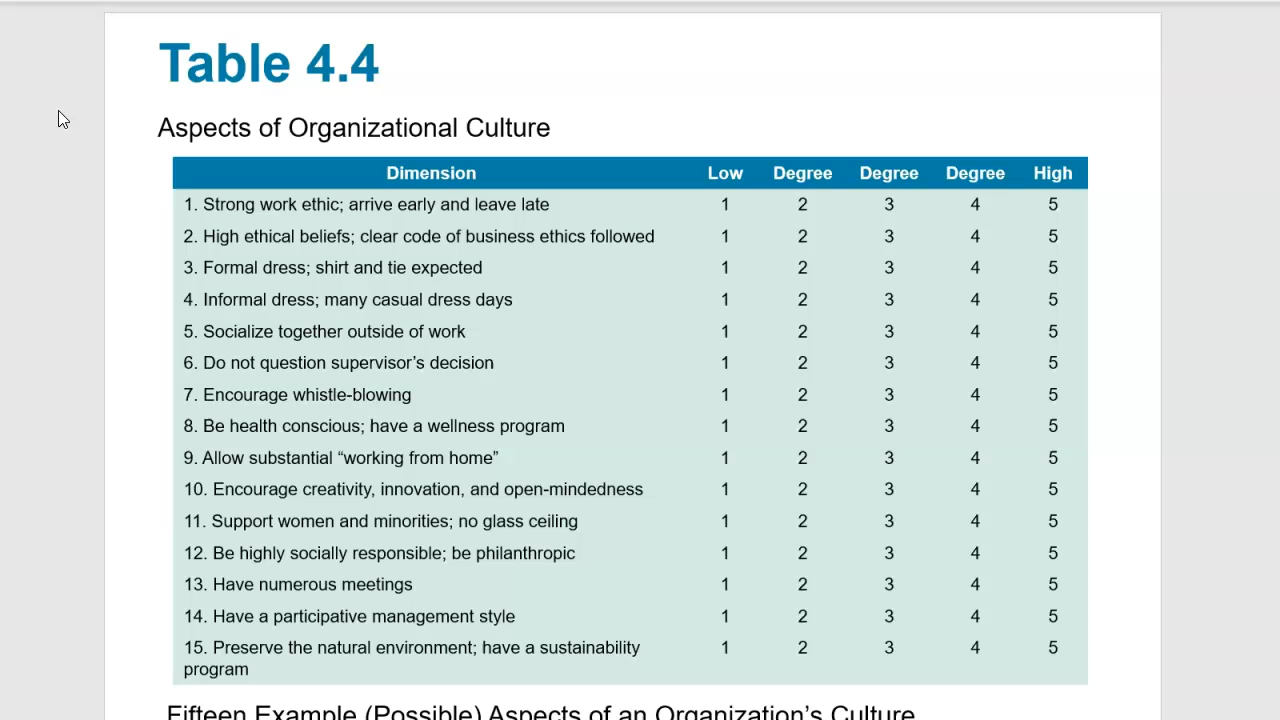 Table 4.4
Aspects of Organizational Culture
Dimension Low Degree Degree Degree High
1. Strong work ethic; arrive early and leave late 1 2 3 4 5
2. High ethical beliefs; clear code of business ethics followed 1 2 3 4 5
3. Formal dress; shirt and tie expected 1 2 3 4 5
4. Informal dress; many casual dress days 1 2 3 4 5
5. Socialize together outside of work 1 2 3 4 5
6. Do not question supervisor’s decision 1 2 3 4 5
7. Encourage whistle-blowing 1 2 3 4 5
8. Be health conscious; have a wellness program 1 2 3 4 5
9. Allow substantial “working from home” 1 2 3 4 5
10. Encourage creativity, innovation, and open-mindedness 1 2 3 4 5
11. Support women and minorities; no glass ceiling 1 2 3 4 5
12. Be highly socially responsible; be philanthropic 1 2 3 4 5
13. Have numerous meetings 1 2 3 4 5
14. Have a participative management style 1 2 3 4 5
15. Preserve the natural environment; have a sustainability 1 2 3 4 5
program
Fifteen Example (Possible) Aspects of an Organization’s Culture